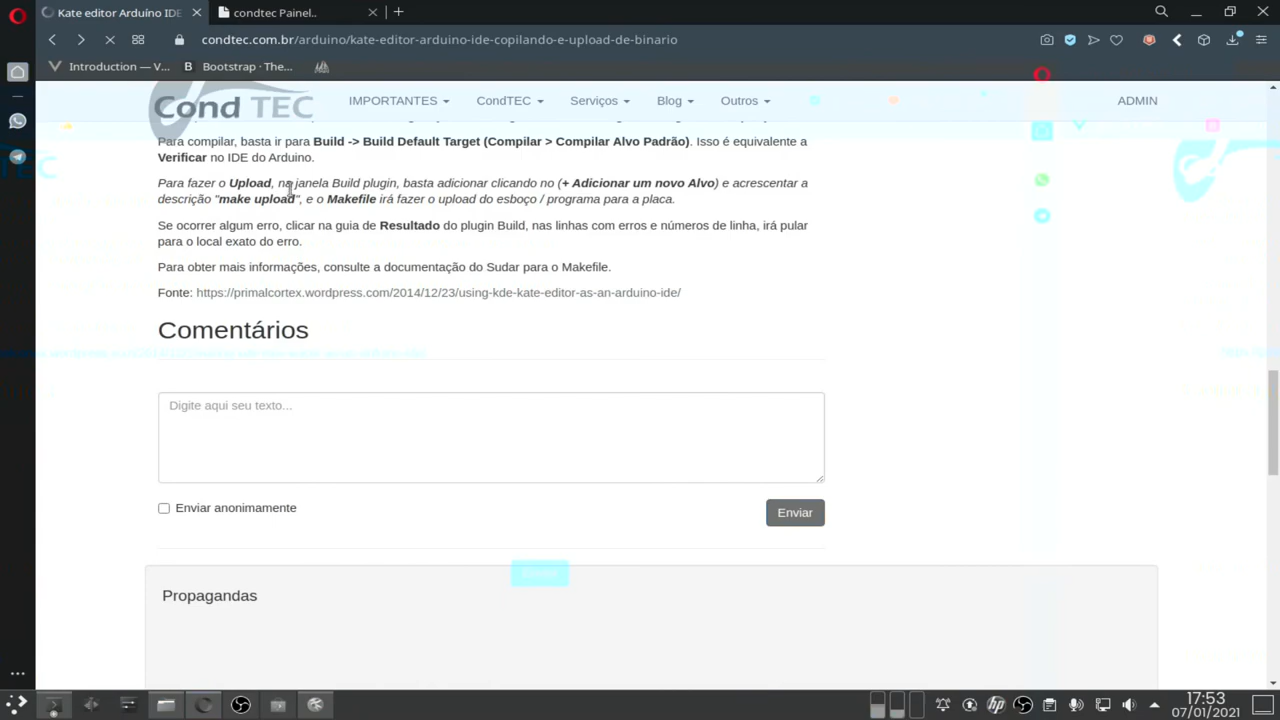 Kate editor Arduino IDE
condtec Painel..
condtec.com.br/arduino/kate-editor-arduino-ide-copilando-e-upload-de-binario
Introduction — V...
B Bootstrap · The...
Cond TEC
IMPORTANTES
CondTEC
Serviços
Blog
Outros
ADMIN
Para compilar, basta ir para Build -> Build Default Target (Compilar > Compilar Alvo Padrão). Isso é equivalente a
Verificar no IDE do Arduino.
Para fazer o Upload, na janela Build plugin, basta adicionar clicando no (+ Adicionar um novo Alvo) e acrescentar a
descrição "make upload", e o Makefile irá fazer o upload do esboço / programa para a placa.
Se ocorrer algum erro, clicar na guia de Resultado do plugin Build, nas linhas com erros e números de linha, irá pular
para o local exato do erro.
Para obter mais informações, consulte a documentação do Sudar para o Makefile.
Fonte: https://primalcortex.wordpress.com/2014/12/23/using-kde-kate-editor-as-an-arduino-ide/
Comentários
Digite aqui seu texto...
Enviar anonimamente
Enviar
Propagandas
17:53
07/01/2021